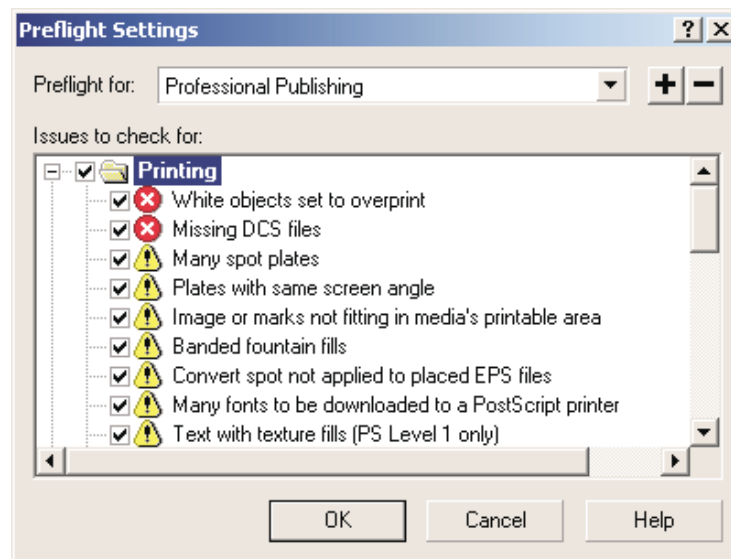 Preflight Settings
Preflight for: Professional Publishing
Issues to check for:
Printing
White objects set to overprint
Missing DCS files
Many spot plates
Plates with same screen angle
Image or marks not fitting in media's printable area
Banded fountain fills
Convert spot not applied to placed EPS files
Many fonts to be downloaded to a PostScript printer
Text with texture fills (PS Level 1 only)
OK Cancel Help